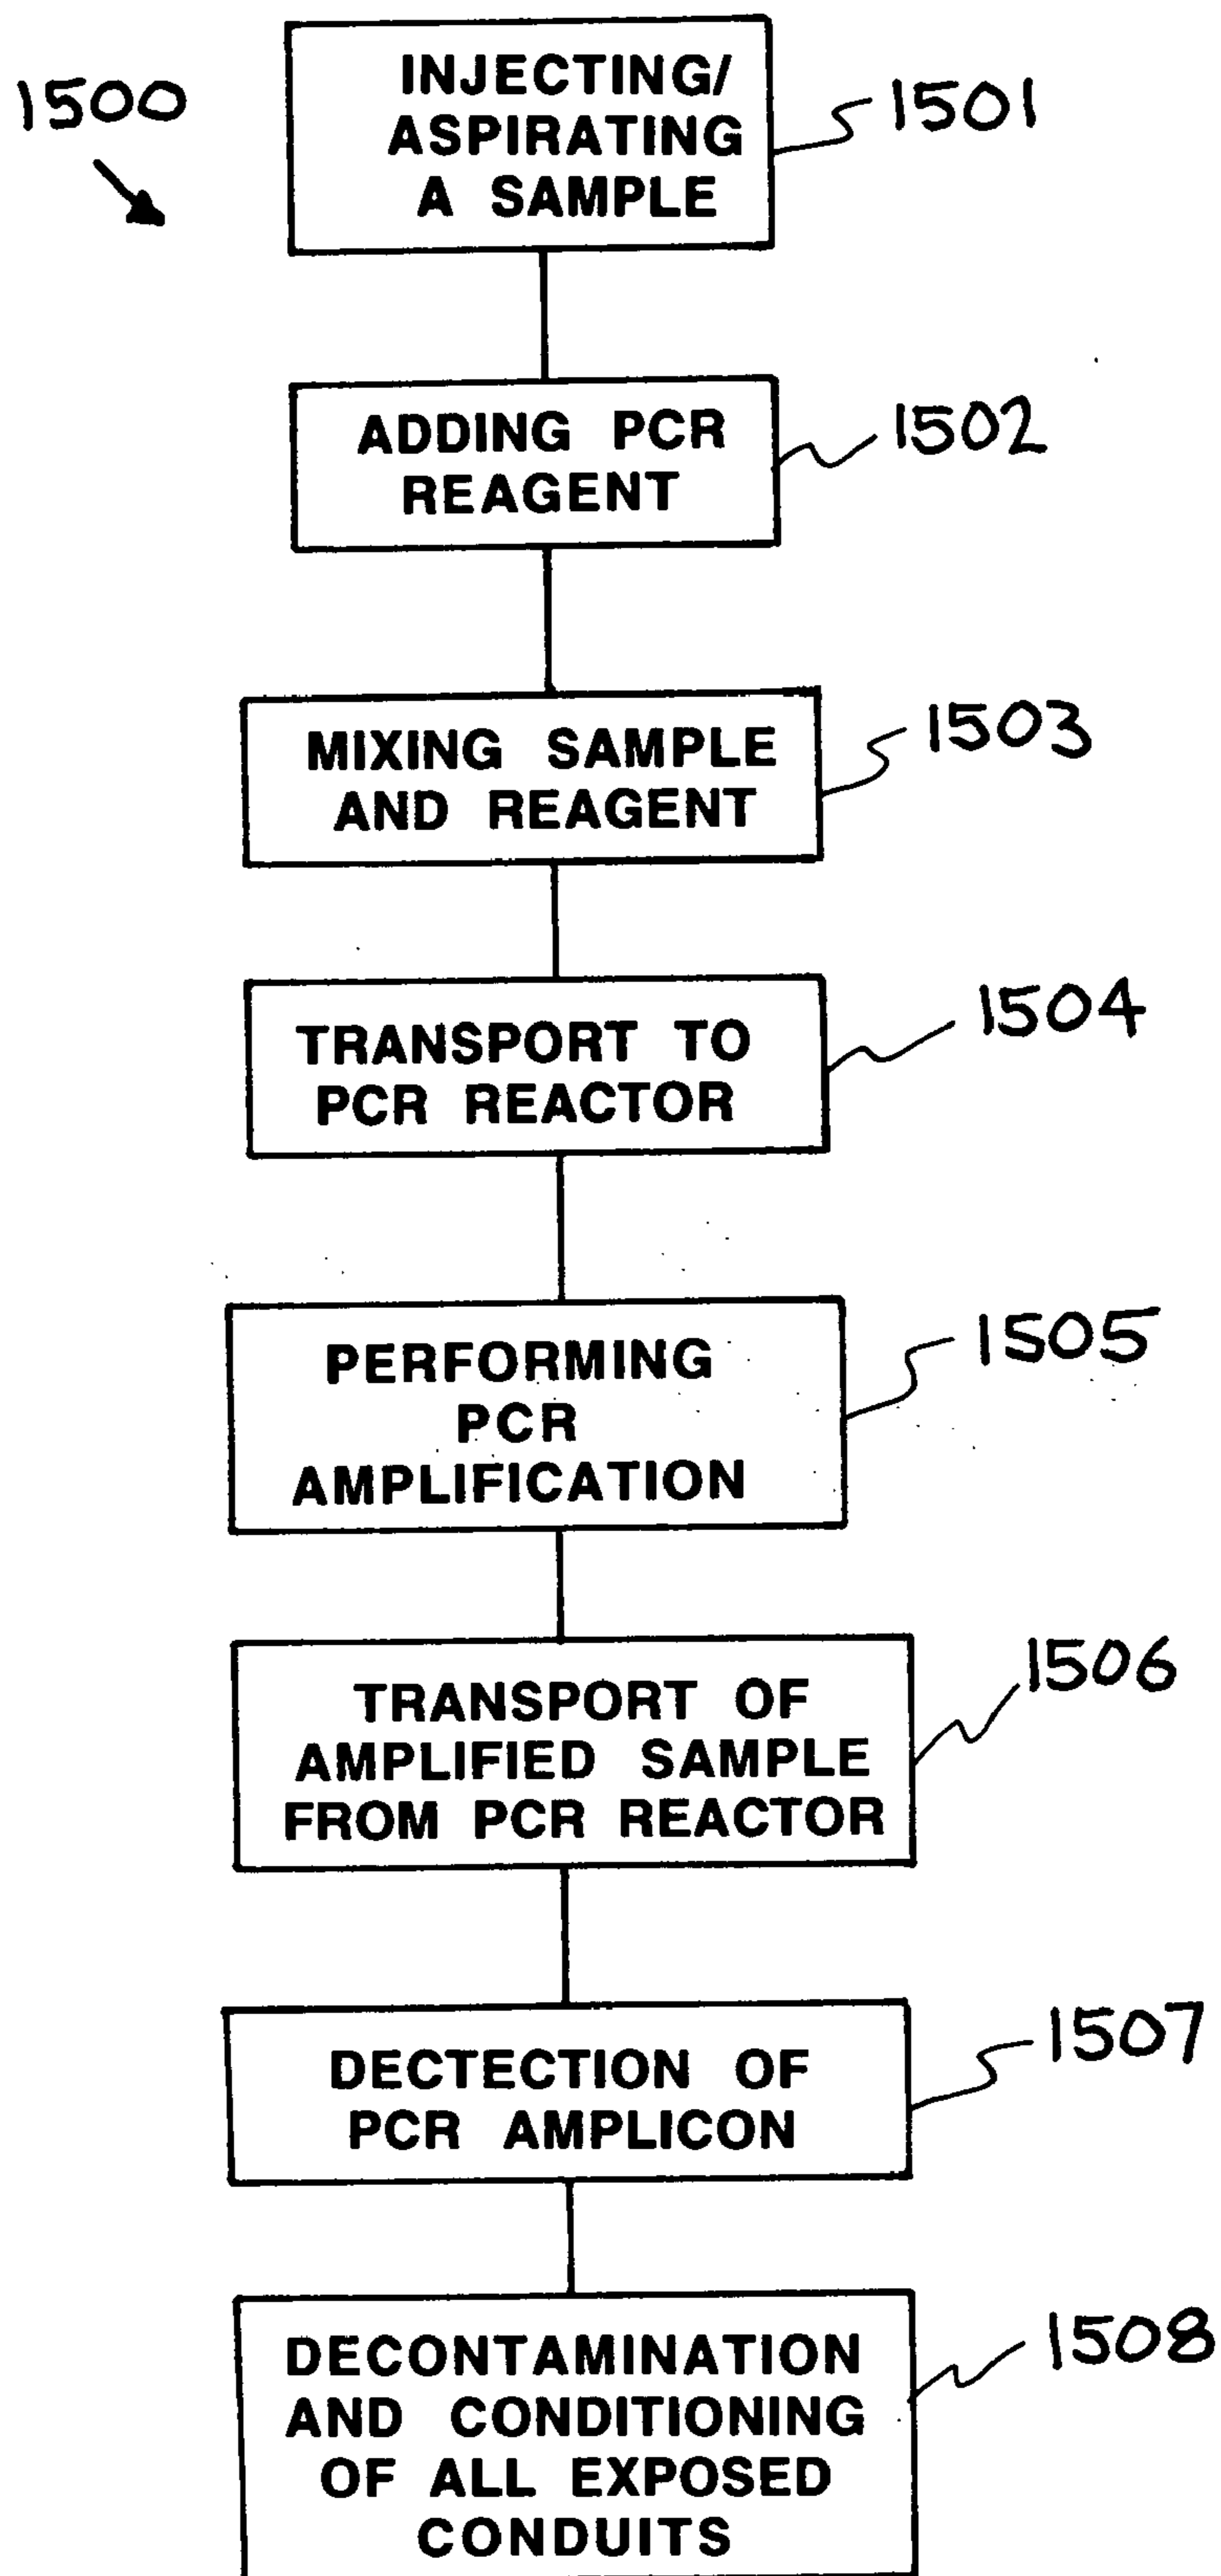 1500
INJECTING/
ASPIRATING
A SAMPLE
1501
ADDING PCR
REAGENT
1502
MIXING SAMPLE
AND REAGENT
1503
TRANSPORT TO
PCR REACTOR
1504
PERFORMING
PCR
AMPLIFICATION
1505
TRANSPORT OF
AMPLIFIED SAMPLE
FROM PCR REACTOR
1506
DECTECTION OF
PCR AMPLICON
1507
DECONTAMINATION
AND CONDITIONING
OF ALL EXPOSED
CONDUITS
1508